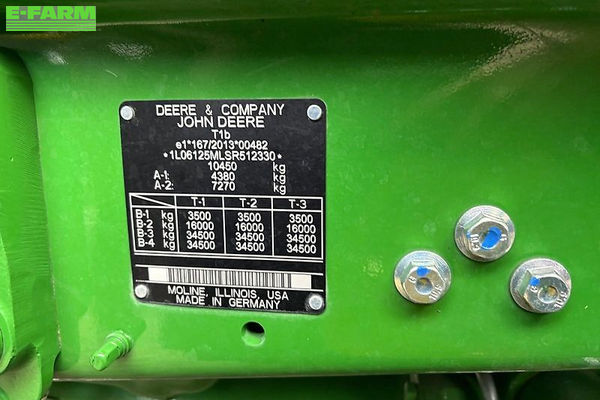 E-FARM
DEERE & COMPANY
JOHN DEERE
T1b
e1*167/2013*00482
*1L06125MLSR512330*
10450 kg
A-1: 4380 kg
A-2: 7270 kg
T-1 T-2 T-3
B-1 kg 3500 3500 3500
B-2 kg 16000 16000 16000
B-3 kg 34500 34500 34500
B-4 kg 34500 34500 34500
MOLINE, ILLINOIS, USA
MADE IN GERMANY